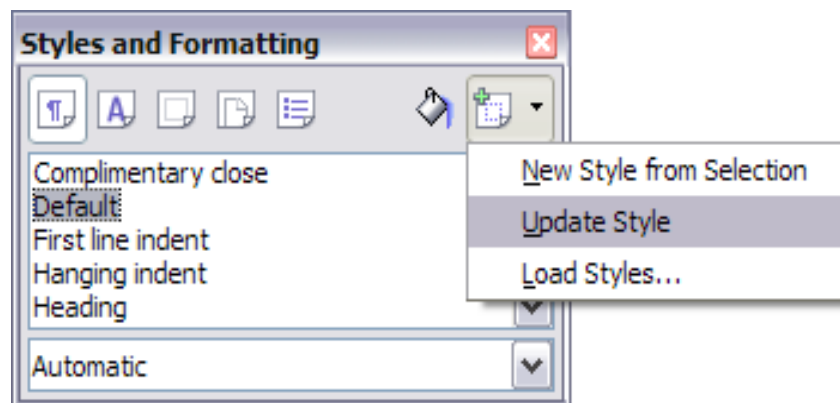 Styles and Formatting
Complimentary close
Default
First line indent
Hanging indent
Heading
Automatic
New Style from Selection
Update Style
Load Styles...